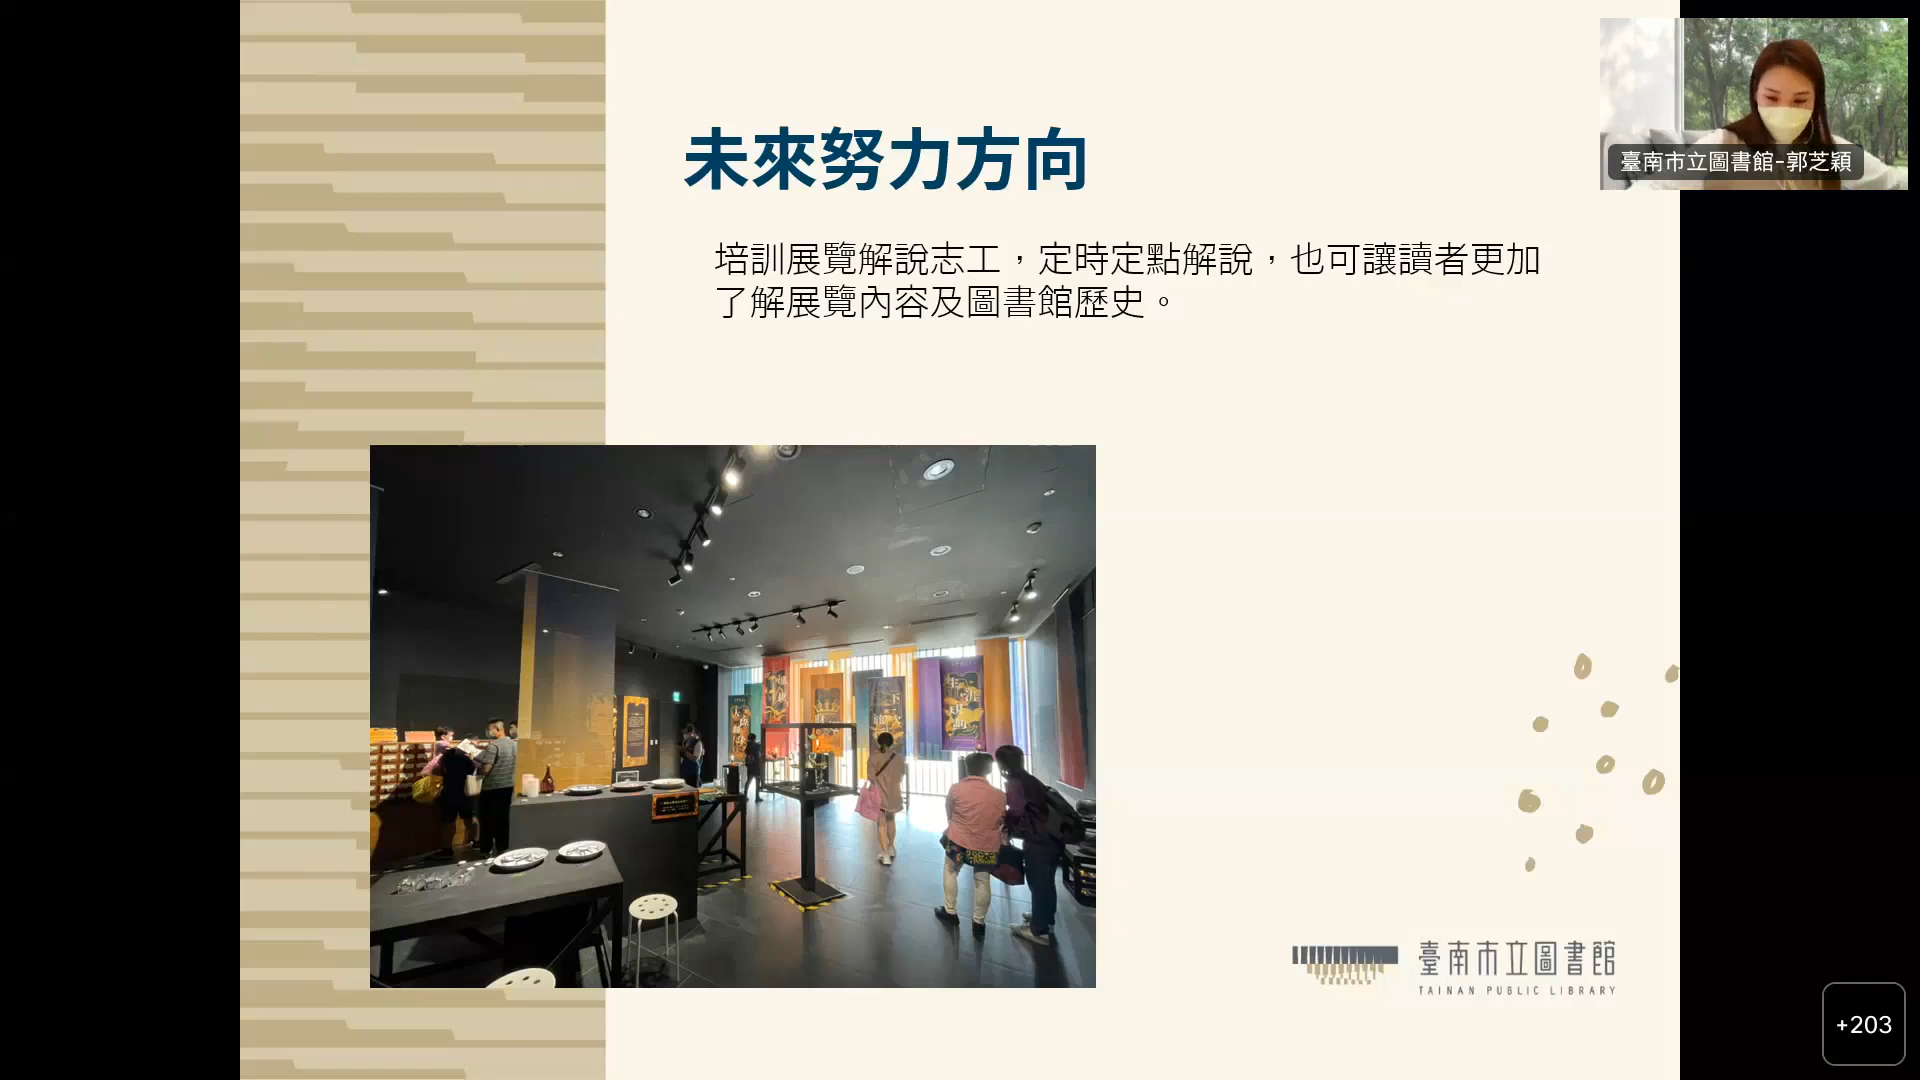 未來努力方向
臺南市立圖書館-郭芝穎
培訓展覽解說志工，定時定點解說，也可讓讀者更加
了解展覽內容及圖書館歷史。
臺南市立圖書館
TAINAN PUBLIC LIBRARY
+203